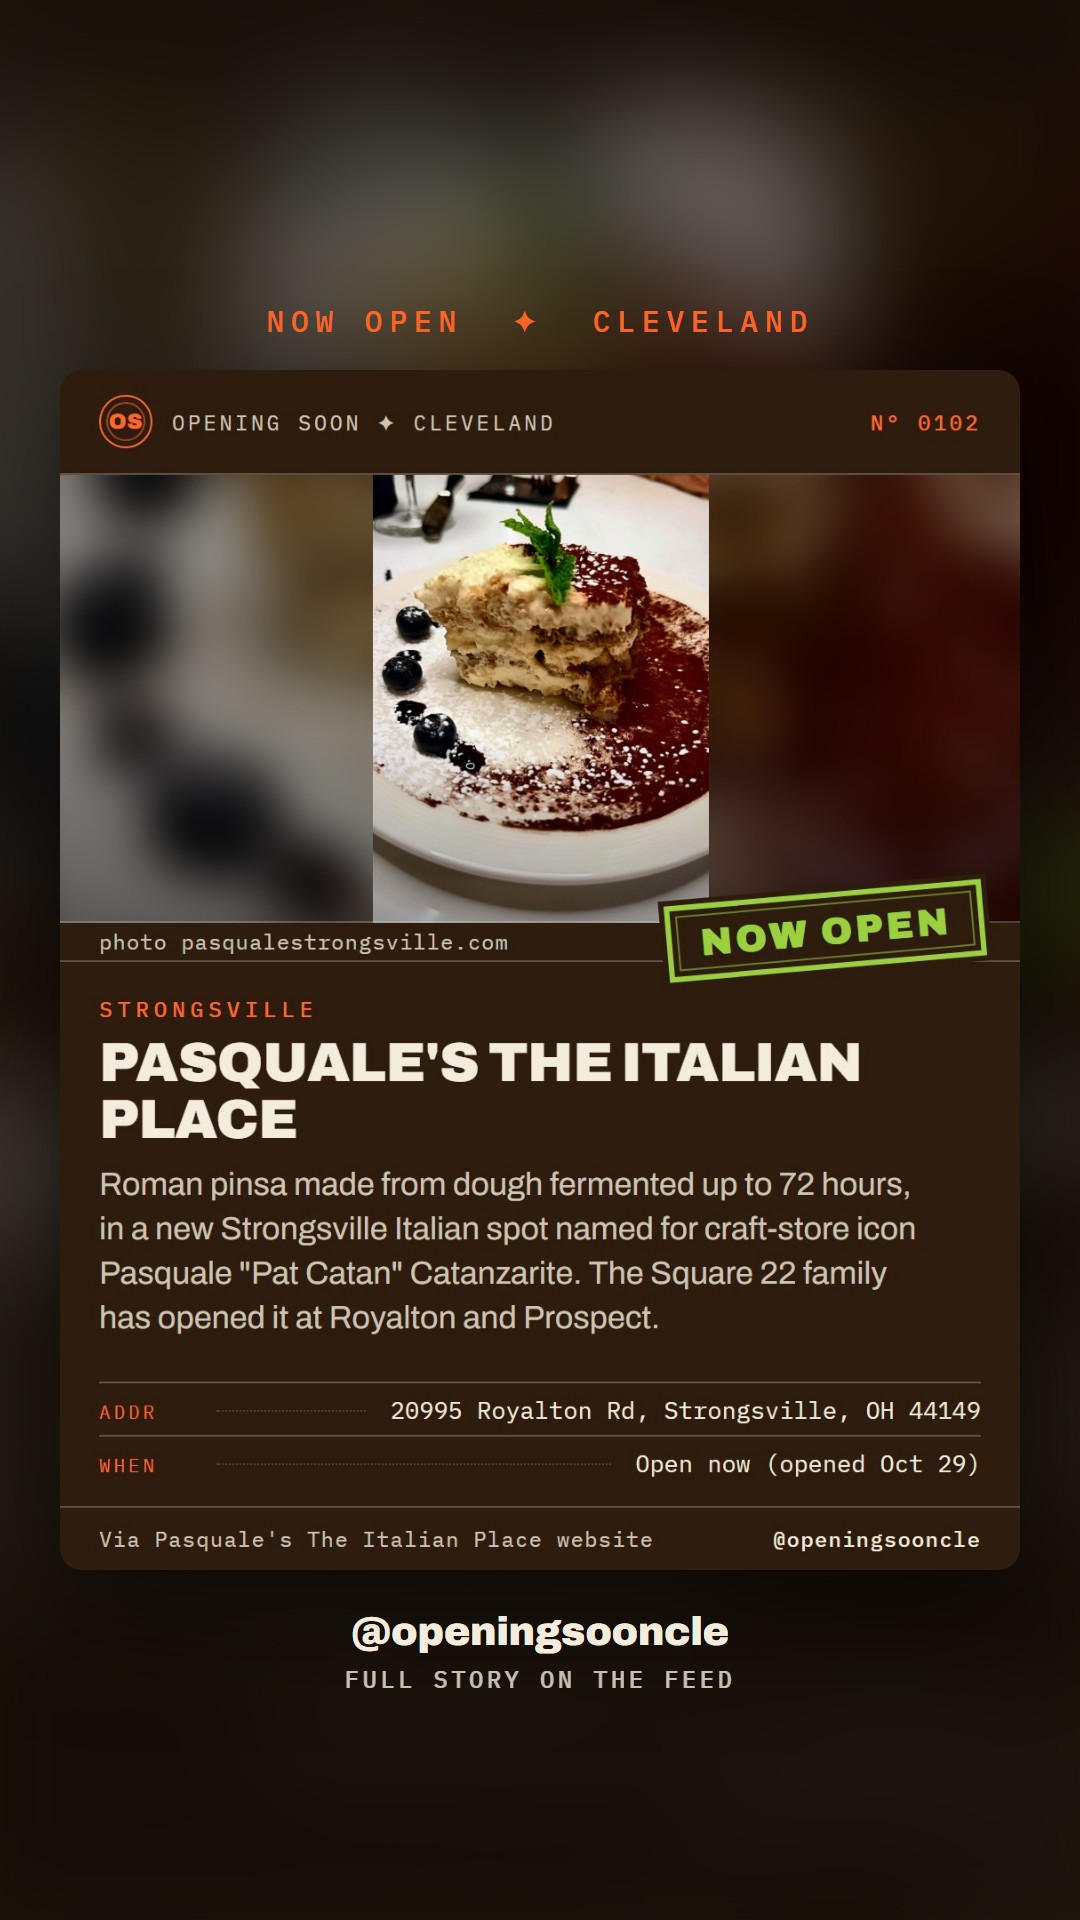 NOW OPEN ✦ CLEVELAND
OS OPENING SOON ✦ CLEVELAND N° 0102
photo pasqualestrongsville.com
NOW OPEN
STRONGSVILLE
PASQUALE'S THE ITALIAN
PLACE
Roman pinsa made from dough fermented up to 72 hours,
in a new Strongsville Italian spot named for craft-store icon
Pasquale "Pat Catan" Catanzarite. The Square 22 family
has opened it at Royalton and Prospect.
ADDR 20995 Royalton Rd, Strongsville, OH 44149
WHEN Open now (opened Oct 29)
Via Pasquale's The Italian Place website @openingsooncle
@openingsooncle
FULL STORY ON THE FEED